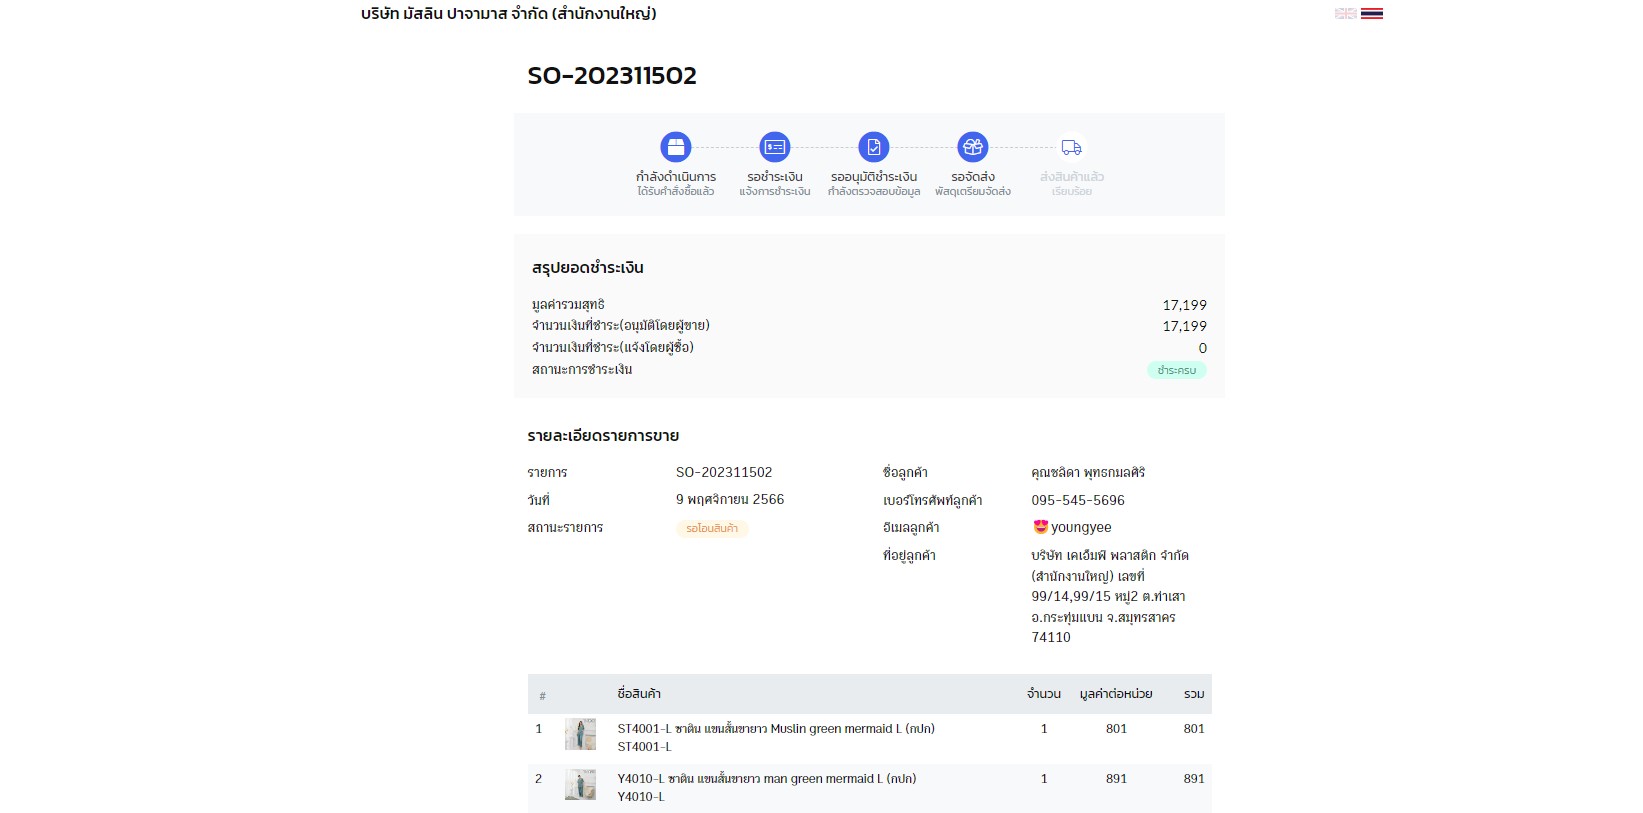 บริษัท มัสลิน ปาจามาส จำกัด (สำนักงานใหญ่)
SO-202311502
กำลังดำเนินการ รอชำระเงิน รออนุมัติชำระเงิน รอจัดส่ง ส่งสินค้าแล้ว
ได้รับคำสั่งซื้อแล้ว แจ้งการชำระเงิน กำลังตรวจสอบข้อมูล พัสดุเตรียมจัดส่ง เรียบร้อย
สรุปยอดชำระเงิน
มูลค่ารวมสุทธิ 17,199
จำนวนเงินที่ชำระ(อนุมัติโดยผู้ขาย) 17,199
จำนวนเงินที่ชำระ(แจ้งโดยผู้ซื้อ) 0
สถานะการชำระเงิน ชำระครบ
รายละเอียดรายการขาย
รายการ SO-202311502 ชื่อลูกค้า คุณชลิดา พุทธกมลศิริ
วันที่ 9 พฤศจิกายน 2566 เบอร์โทรศัพท์ลูกค้า 095-545-5696
สถานะรายการ รอโอนสินค้า อีเมลลูกค้า 😍youngyee
ที่อยู่ลูกค้า บริษัท เคเอ็มพี พลาสติก จำกัด
(สำนักงานใหญ่) เลขที่
99/14,99/15 หมู่2 ต.ท่าเสา
อ.กระทุ่มแบน จ.สมุทรสาคร
74110
# ชื่อสินค้า จำนวน มูลค่าต่อหน่วย รวม
1 ST4001-L ซาติน แขนสั้นขายาว Muslin green mermaid L (กปก) 1 801 801
ST4001-L
2 Y4010-L ซาติน แขนสั้นขายาว man green mermaid L (กปก) 1 891 891
Y4010-L